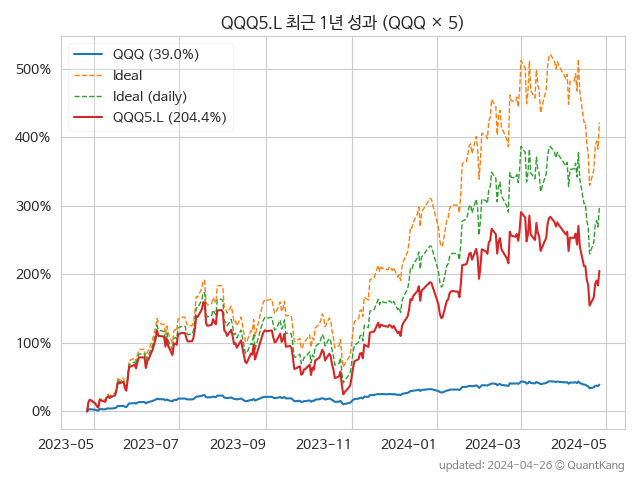 QQQ5.L 최근 1년 성과 (QQQ × 5)
QQQ (39.0%)
Ideal
Ideal (daily)
QQQ5.L (204.4%)
500%
400%
300%
200%
100%
0%
2023-05 2023-07 2023-09 2023-11 2024-01 2024-03 2024-05
updated: 2024-04-26 © QuantKang